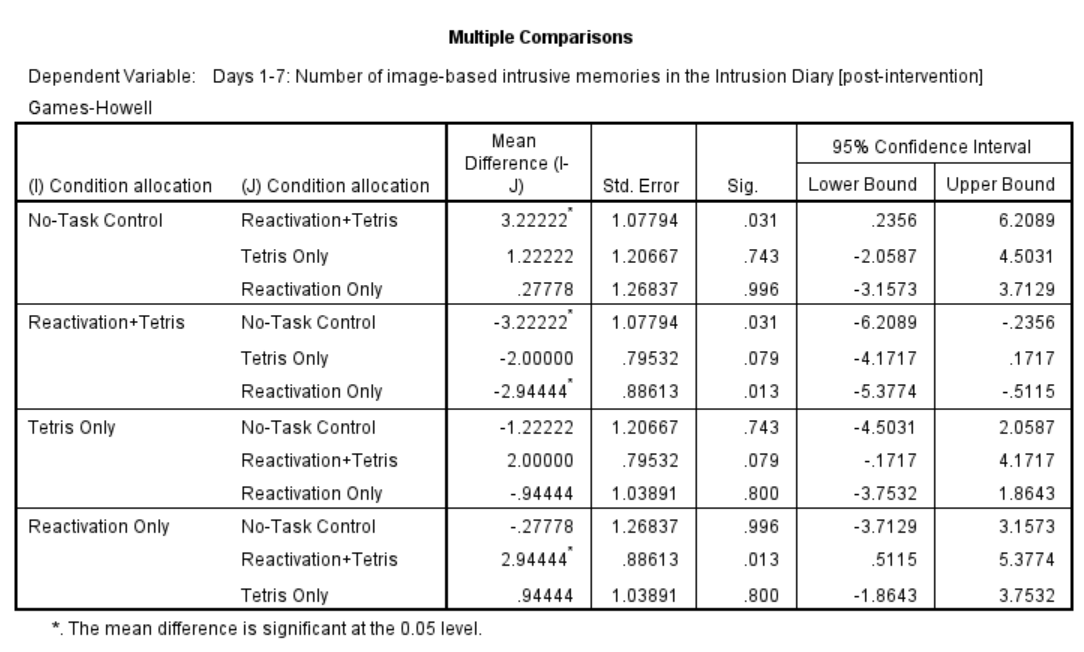 Multiple Comparisons
Dependent Variable: Days 1-7: Number of image-based intrusive memories in the Intrusion Diary [post-intervention]
Games-Howell
(I) Condition allocation (J) Condition allocation Mean Difference (I-J) Std. Error Sig. 95% Confidence Interval
Lower Bound Upper Bound
No-Task Control Reactivation+Tetris 3.22222* 1.07794 .031 .2356 6.2089
Tetris Only 1.22222 1.20667 .743 -2.0587 4.5031
Reactivation Only .27778 1.26837 .996 -3.1573 3.7129
Reactivation+Tetris No-Task Control -3.22222* 1.07794 .031 -6.2089 -.2356
Tetris Only -2.00000 .79532 .079 -4.1717 .1717
Reactivation Only -2.94444* .88613 .013 -5.3774 -.5115
Tetris Only No-Task Control -1.22222 1.20667 .743 -4.5031 2.0587
Reactivation+Tetris 2.00000 .79532 .079 -.1717 4.1717
Reactivation Only -.94444 1.03891 .800 -3.7532 1.8643
Reactivation Only No-Task Control -.27778 1.26837 .996 -3.7129 3.1573
Reactivation+Tetris 2.94444* .88613 .013 .5115 5.3774
Tetris Only .94444 1.03891 .800 -1.8643 3.7532
*. The mean difference is significant at the 0.05 level.